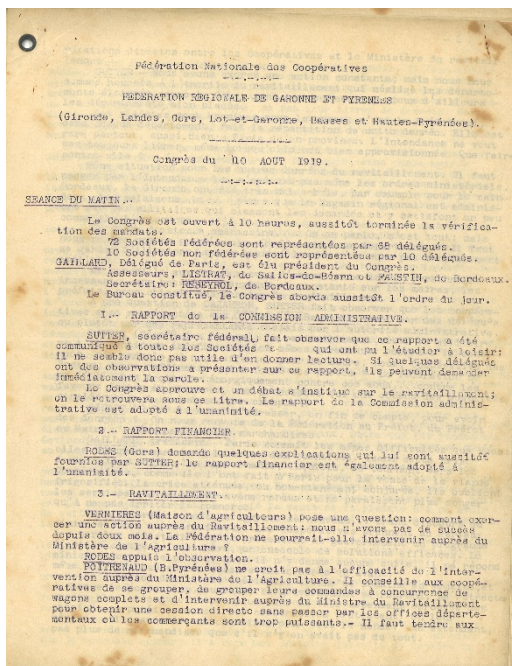 Fédération Nationale des Coopératives
FEDERATION REGIONALE DE GARONNE ET PYRENEES
(Gironde, Landes, Gers, Lot-et-Garonne, Basses et Hautes-Pyrénées).
Congrès du 10 AOUT 1919.
SEANCE DU MATIN.-
Le Congrès est ouvert à 10 heures, aussitôt terminée la vérifica-
tion des mandats.
72 Sociétés fédérées sont représentées par 68 délégués.
10 Sociétés non fédérées sont représentées par 10 délégués.
GAILLARD, Délégué de Paris, est élu président du Congrès.
Assesseurs, LISTRAT, de Salies-de-Béarn et FAUSTIN, de Bordeaux.
Secrétaire: REBEYROL, de Bordeaux.
Le Bureau constitué, le Congrès aborde aussitôt l'ordre du jour.
1.- RAPPORT de la COMMISSION ADMINISTRATIVE.
SUTTER, secrétaire fédéral, fait observer que ce rapport a été
communiqué à toutes les Sociétés qui ont pu l'étudier à loisir;
il ne semble donc pas utile d'en donner lecture. Si quelques délégués
ont des observations à présenter sur ce rapport, ils peuvent demander
immédiatement la parole.
Le Congrès approuve et un débat s'institue sur le ravitaillement;
on le retrouvera sous ce titre. Le rapport de la Commission adminis-
trative est adopté à l'unanimité.
2.- RAPPORT FINANCIER.
RODES (Gers) demande quelques explications qui lui sont aussitôt
fournies par SUTTER; le rapport financier est également adopté à
l'unanimité.
3.- RAVITAILLEMENT.
VERNIERES (Maison d'agriculteurs) pose une question: comment exer-
cer une action auprès du Ravitaillement; nous n'avons pas de succès
depuis deux mois. La Fédération ne pourrait-elle intervenir auprès du
Ministère de l'Agriculture ?
RODES appuie l'observation.
POITRENAUD (B.Pyrénées) ne croit pas à l'efficacité de l'inter-
vention auprès du Ministère de l'Agriculture. Il conseille aux coopé-
ratives de se grouper, de grouper leurs commandes à concurrence de
wagons complets et d'intervenir auprès du Ministre du Ravitaillement
pour obtenir une cession directe sans passer par les offices départe-
mentaux où les commerçants sont trop puissants.- Il faut tendre aux